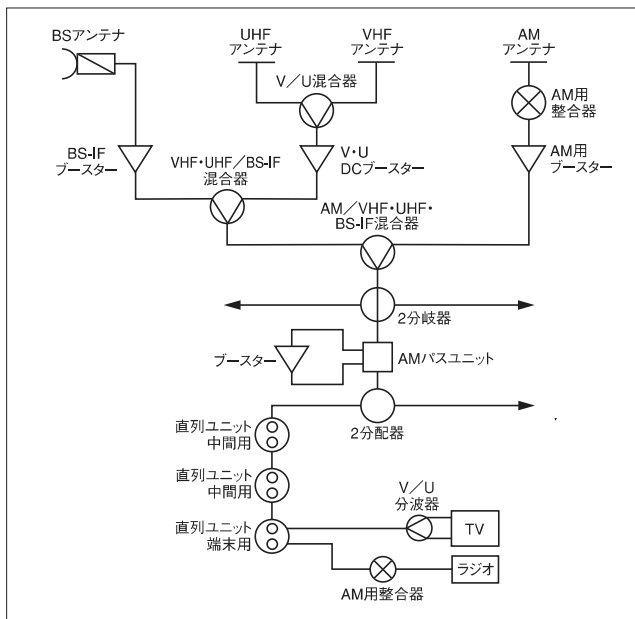 BSアンテナ
UHF
アンテナ
VHF
アンテナ
AM
アンテナ
V／U混合器
AM用
整合器
BS-IF
ブースター
VHF・UHF／BS-IF
混合器
V・U
DCブースター
AM用
ブースター
AM／VHF・UHF・
BS-IF混合器
2分岐器
ブースター
AMパスユニット
2分配器
直列ユニット
中間用
直列ユニット
中間用
V／U
分波器
直列ユニット
端末用
TV
AM用整合器
ラジオ